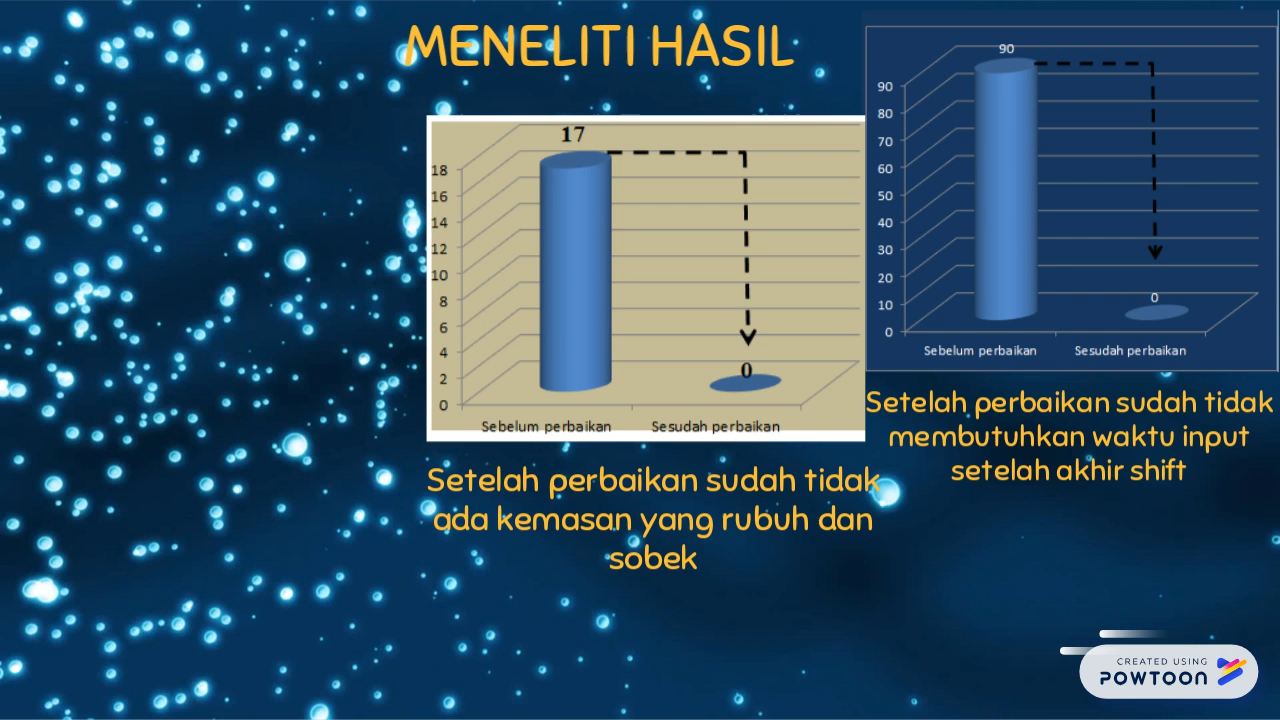 MENELITI HASIL
17
18
16
14
12
10
8
6
4
2
0
0
Sebelum perbaikan Sesudah perbaikan
Setelah perbaikan sudah tidak
ada kemasan yang rubuh dan
sobek
90
90
80
70
60
50
40
30
20
10
0
0
Sebelum perbaikan Sesudah perbaikan
Setelah perbaikan sudah tidak
membutuhkan waktu input
setelah akhir shift
CREATED USING
POWTOON